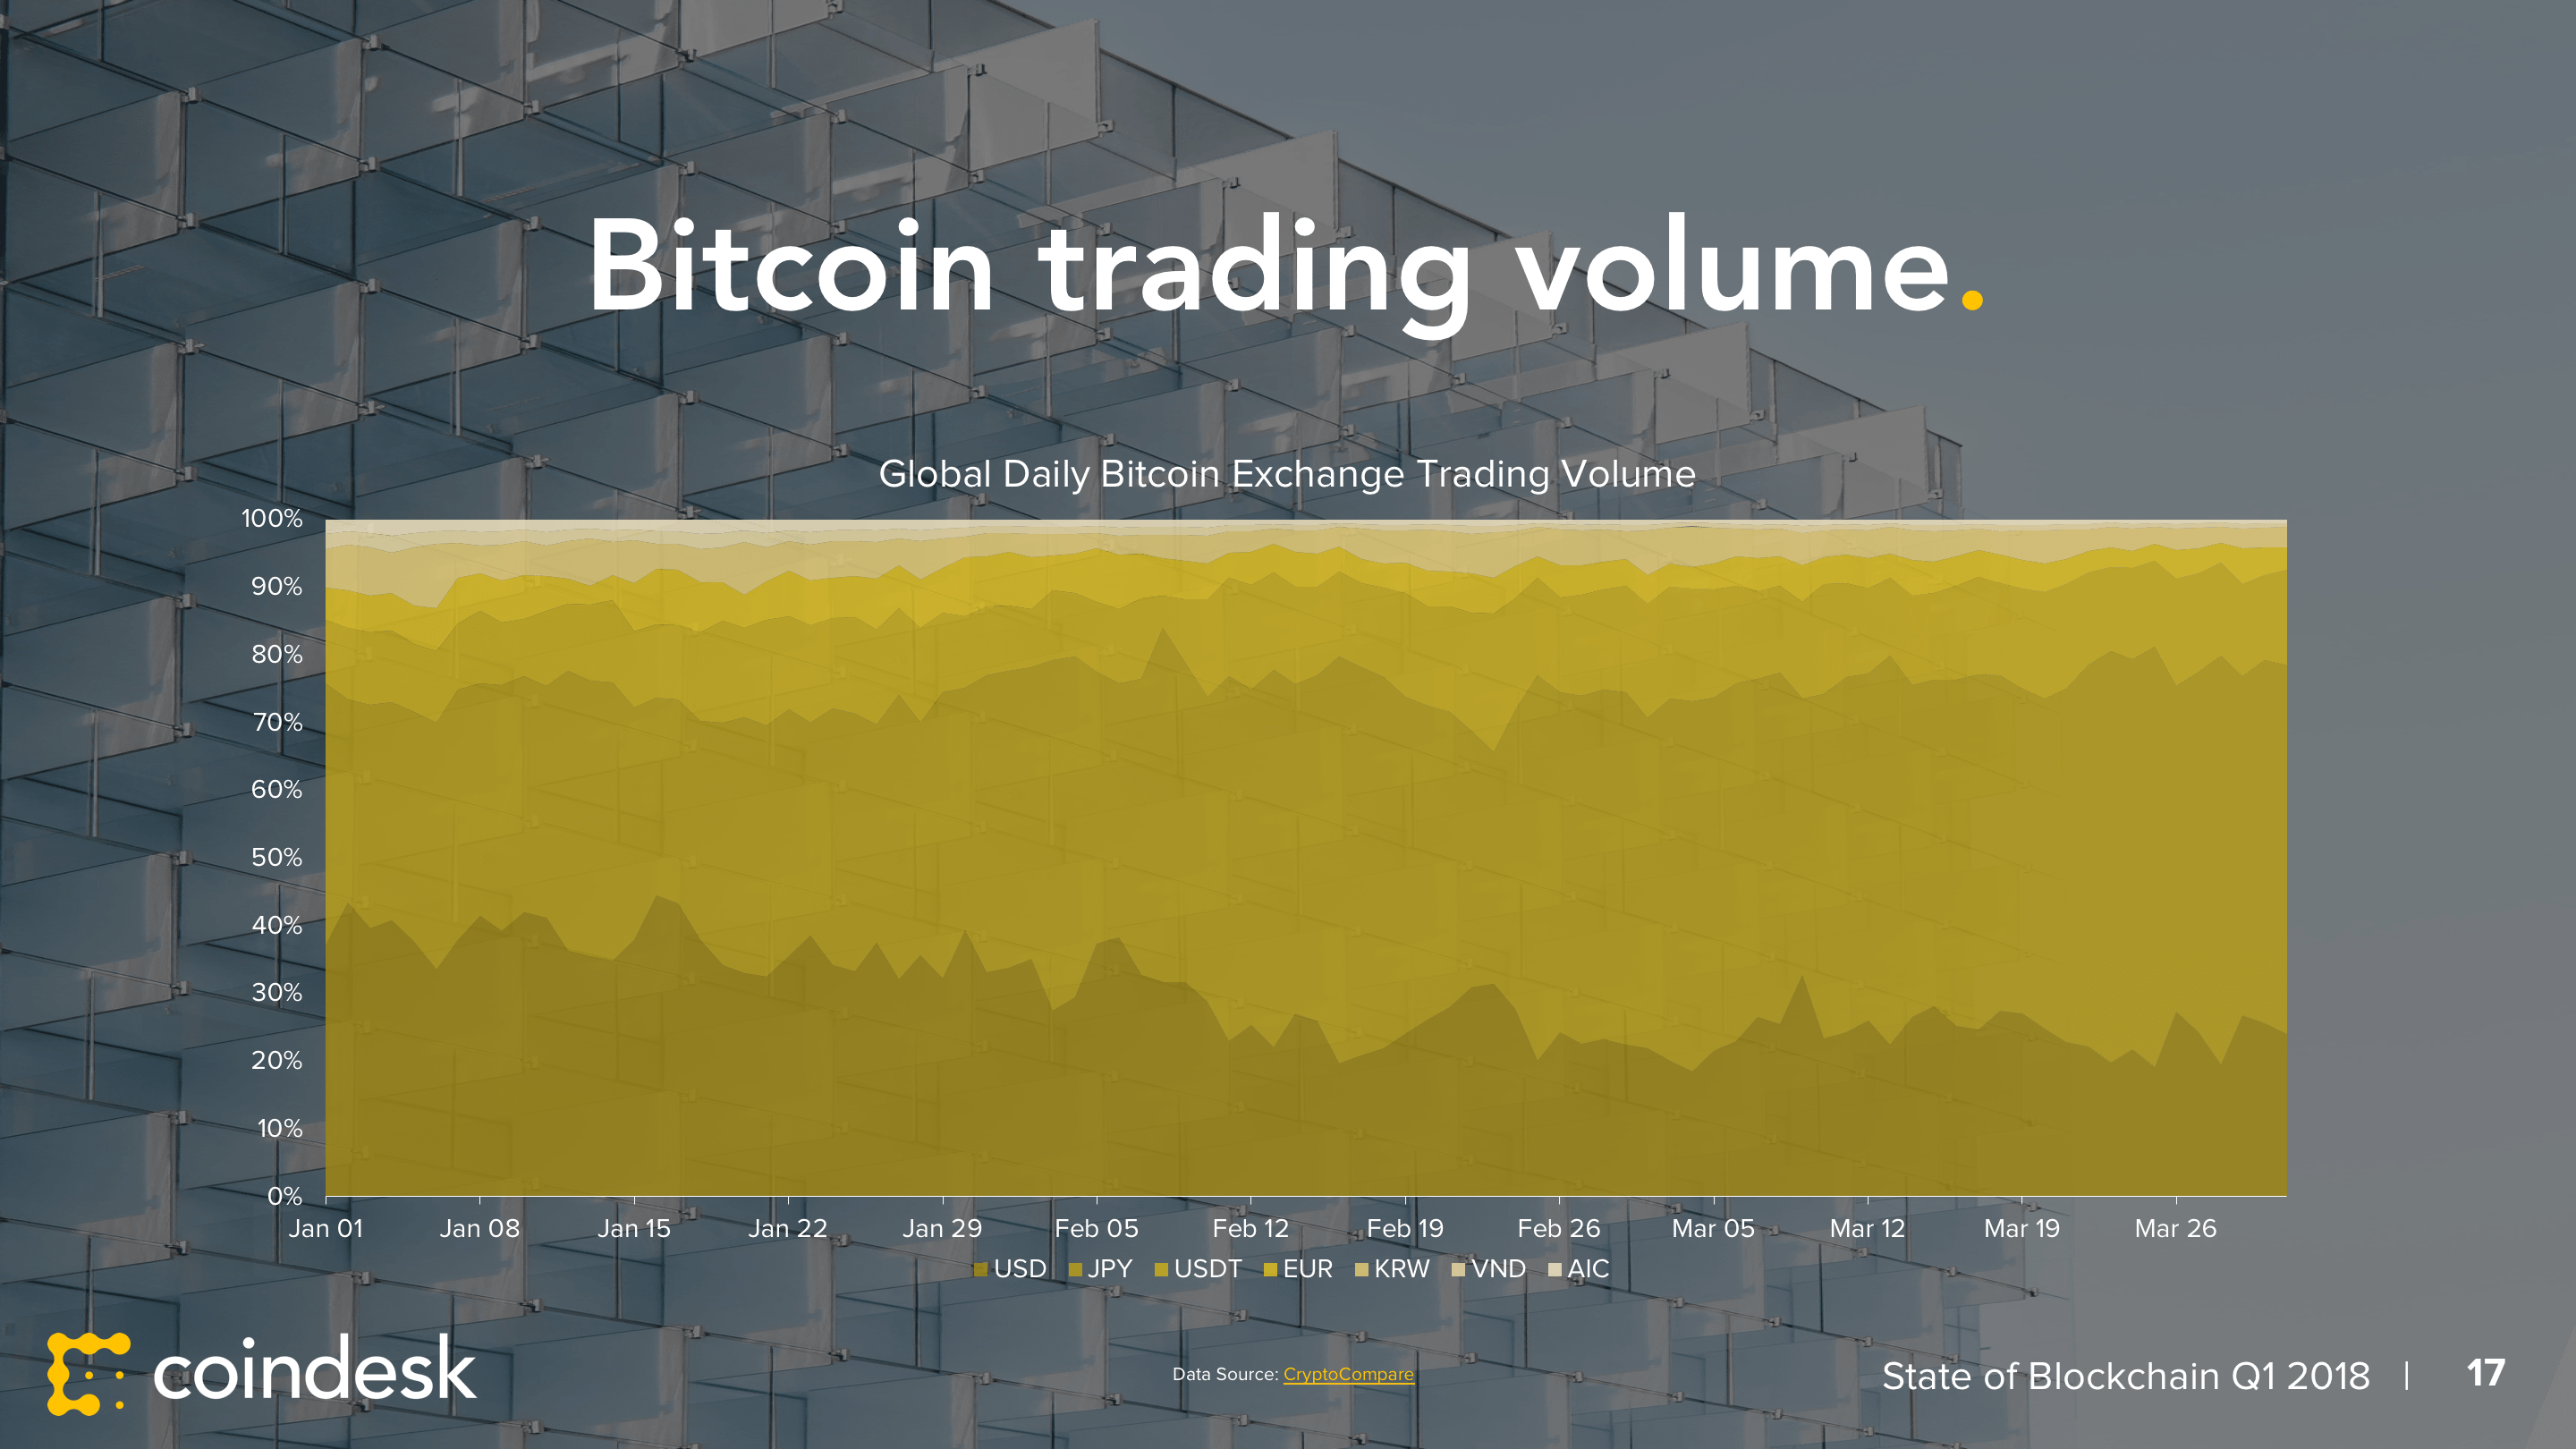 Bitcoin trading volume.
Global Daily Bitcoin Exchange Trading Volume
100%
90%
80%
70%
60%
50%
40%
30%
20%
10%
0%
Jan 01 Jan 08 Jan 15 Jan 22 Jan 29 Feb 05 Feb 12 Feb 19 Feb 26 Mar 05 Mar 12 Mar 19 Mar 26
USD JPY USDT EUR KRW VND AIC
coindesk
Data Source: CryptoCompare
State of Blockchain Q1 2018 | 17